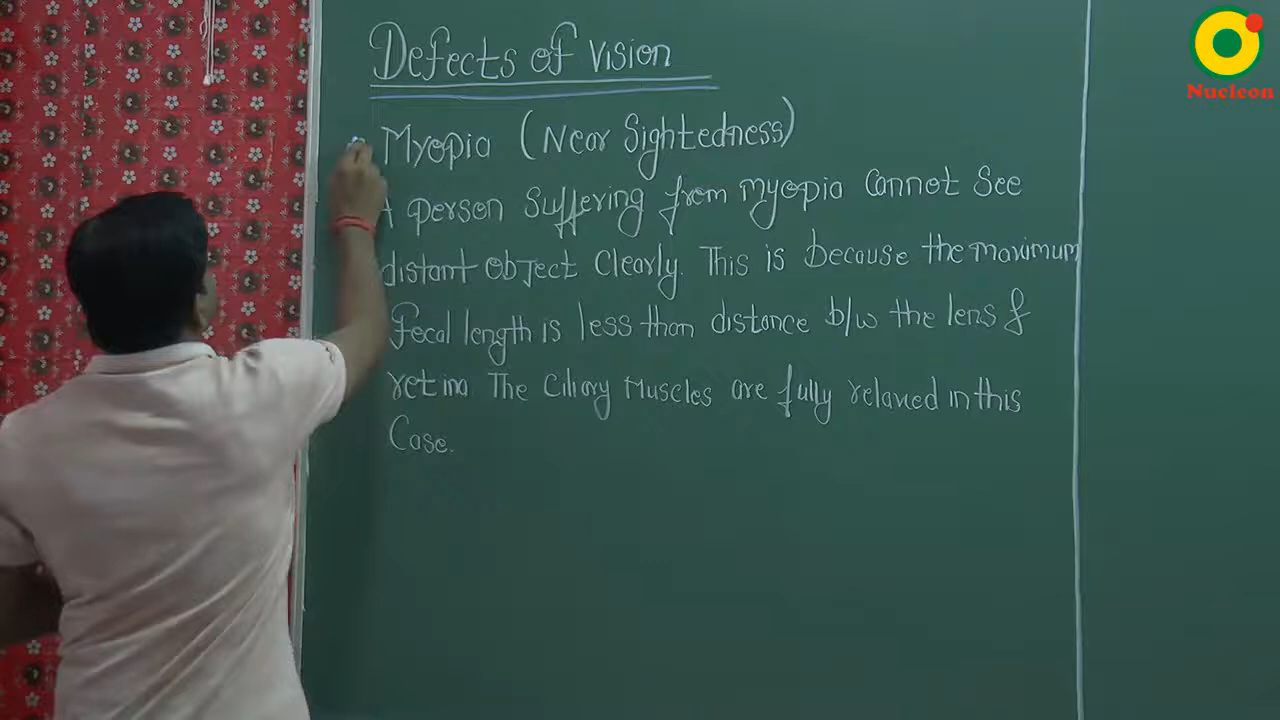 Defects of Vision
Myopia (Near Sightedness)
A person Suffering from Myopia Cannot See
distant Object Clearly. This is because the maximum
Focal length is less than distance b/w the lens &
retina. The Ciliary Muscles are fully relaxed in this
Case.
Nucleon